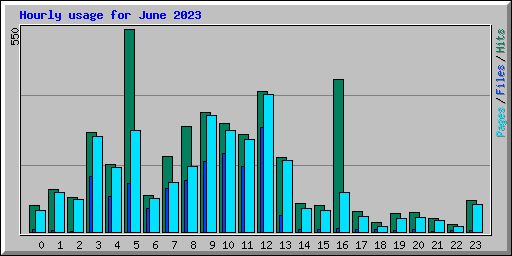 Hourly usage for June 2023
550
Pages / Files / Hits
0 1 2 3 4 5 6 7 8 9 10 11 12 13 14 15 16 17 18 19 20 21 22 23